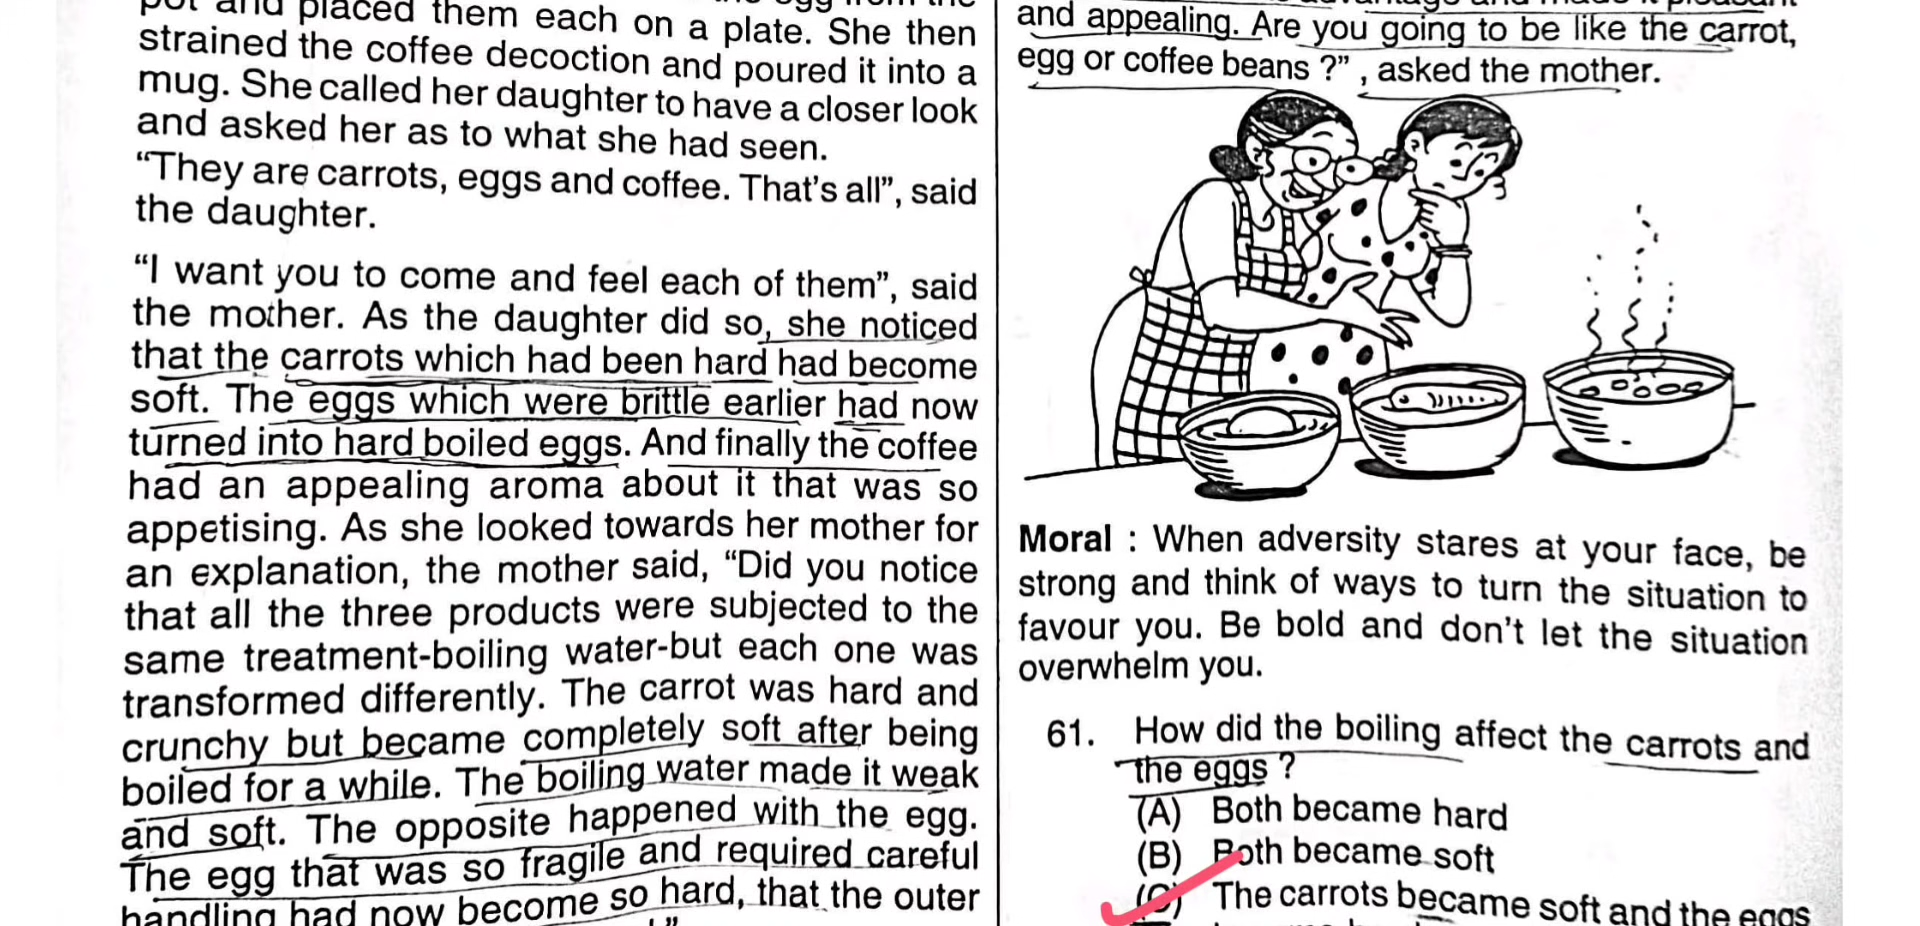 pot and placed them each on a plate. She then
strained the coffee decoction and poured it into a
mug. She called her daughter to have a closer look
and asked her as to what she had seen.
“They are carrots, eggs and coffee. That’s all”, said
the daughter.
“I want you to come and feel each of them”, said
the mother. As the daughter did so, she noticed
that the carrots which had been hard had become
soft. The eggs which were brittle earlier had now
turned into hard boiled eggs. And finally the coffee
had an appealing aroma about it that was so
appetising. As she looked towards her mother for
an explanation, the mother said, “Did you notice
that all the three products were subjected to the
same treatment-boiling water-but each one was
transformed differently. The carrot was hard and
crunchy but became completely soft after being
boiled for a while. The boiling water made it weak
and soft. The opposite happened with the egg.
The egg that was so fragile and required careful
handling had now become so hard, that the outer
and appealing. Are you going to be like the carrot,
egg or coffee beans ?” , asked the mother.
Moral : When adversity stares at your face, be
strong and think of ways to turn the situation to
favour you. Be bold and don’t let the situation
overwhelm you.
61. How did the boiling affect the carrots and
the eggs ?
(A) Both became hard
(B) Both became soft
(C) The carrots became soft and the eggs